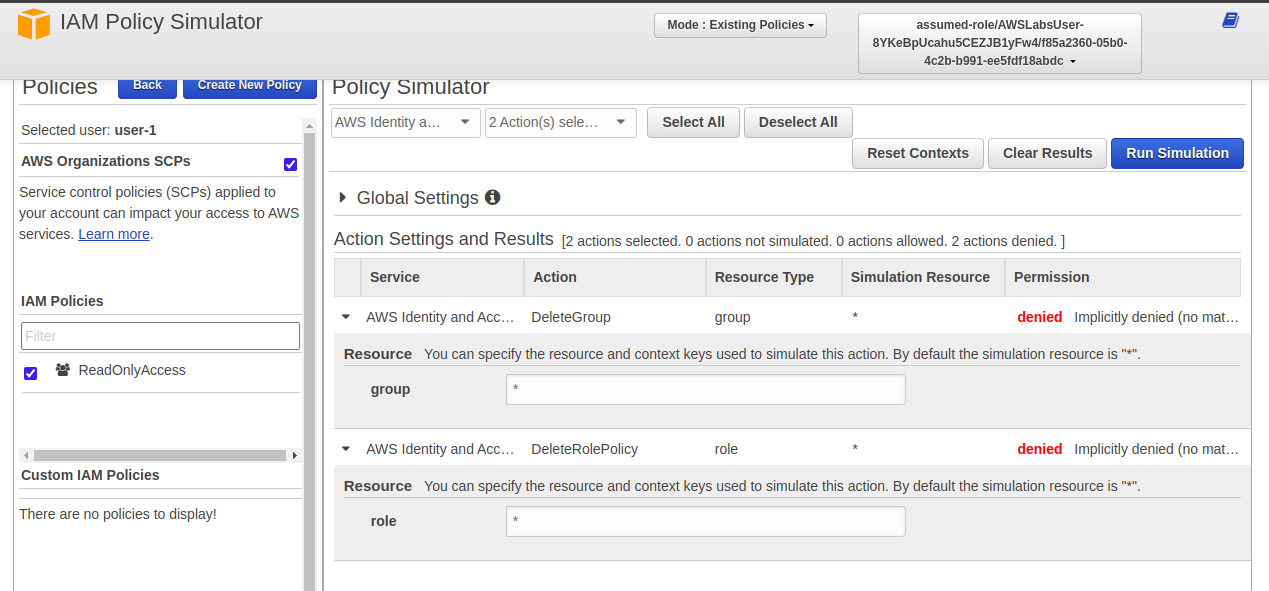 IAM Policy Simulator
Mode : Existing Policies
assumed-role/AWSLabsUser-
8YKeBpUcahu5CEZJB1yFw4/f85a2360-05b0-
4c2b-b991-ee5fdf18abdc
Policies
Back
Create New Policy
Selected user: user-1
AWS Organizations SCPs
Service control policies (SCPs) applied to
your account can impact your access to AWS
services. Learn more.
IAM Policies
Filter
ReadOnlyAccess
Custom IAM Policies
There are no policies to display!
Policy Simulator
AWS Identity a...
2 Action(s) sele...
Select All
Deselect All
Reset Contexts
Clear Results
Run Simulation
Global Settings
Action Settings and Results [2 actions selected. 0 actions not simulated. 0 actions allowed. 2 actions denied. ]
Service Action Resource Type Simulation Resource Permission
AWS Identity and Acc... DeleteGroup group * denied Implicitly denied (no mat...
Resource You can specify the resource and context keys used to simulate this action. By default the simulation resource is "*".
group *
AWS Identity and Acc... DeleteRolePolicy role * denied Implicitly denied (no mat...
Resource You can specify the resource and context keys used to simulate this action. By default the simulation resource is "*".
role *